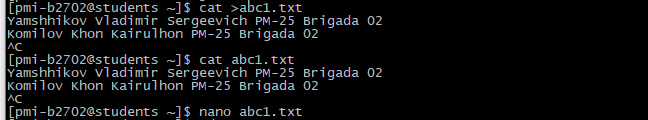 [pmi-b2702@students ~]$ cat >abc1.txt
Yamshhikov Vladimir Sergeevich PM-25 Brigada 02
Komilov Khon Kairulhon PM-25 Brigada 02
^C
[pmi-b2702@students ~]$ cat abc1.txt
Yamshhikov Vladimir Sergeevich PM-25 Brigada 02
Komilov Khon Kairulhon PM-25 Brigada 02
^C
[pmi-b2702@students ~]$ nano abc1.txt